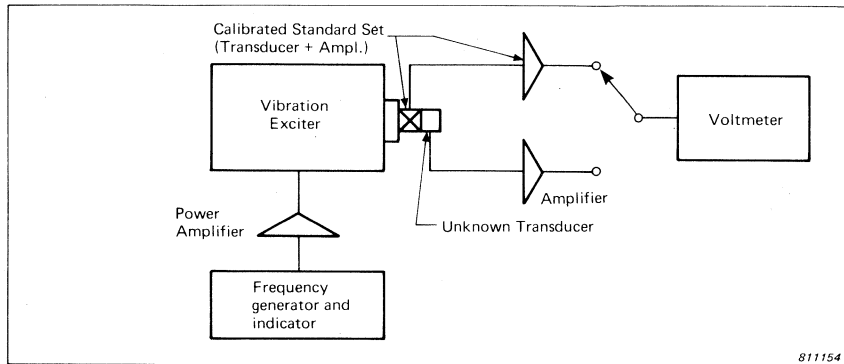 Calibrated Standard Set
(Transducer + Ampl.)
Vibration
Exciter
Voltmeter
Amplifier
Power
Amplifier
Unknown Transducer
Frequency
generator and
indicator
811154